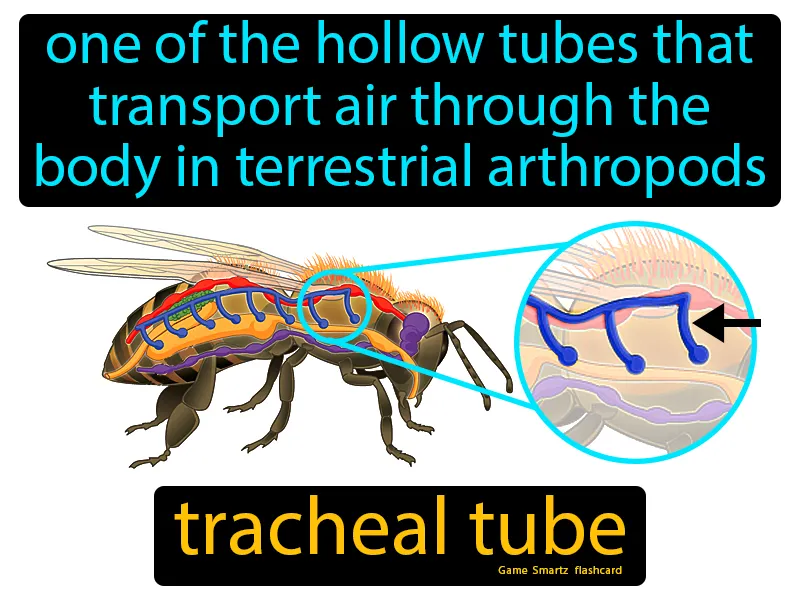 one of the hollow tubes that
transport air through the
body in terrestrial arthropods
tracheal tube
Game Smartz flashcard